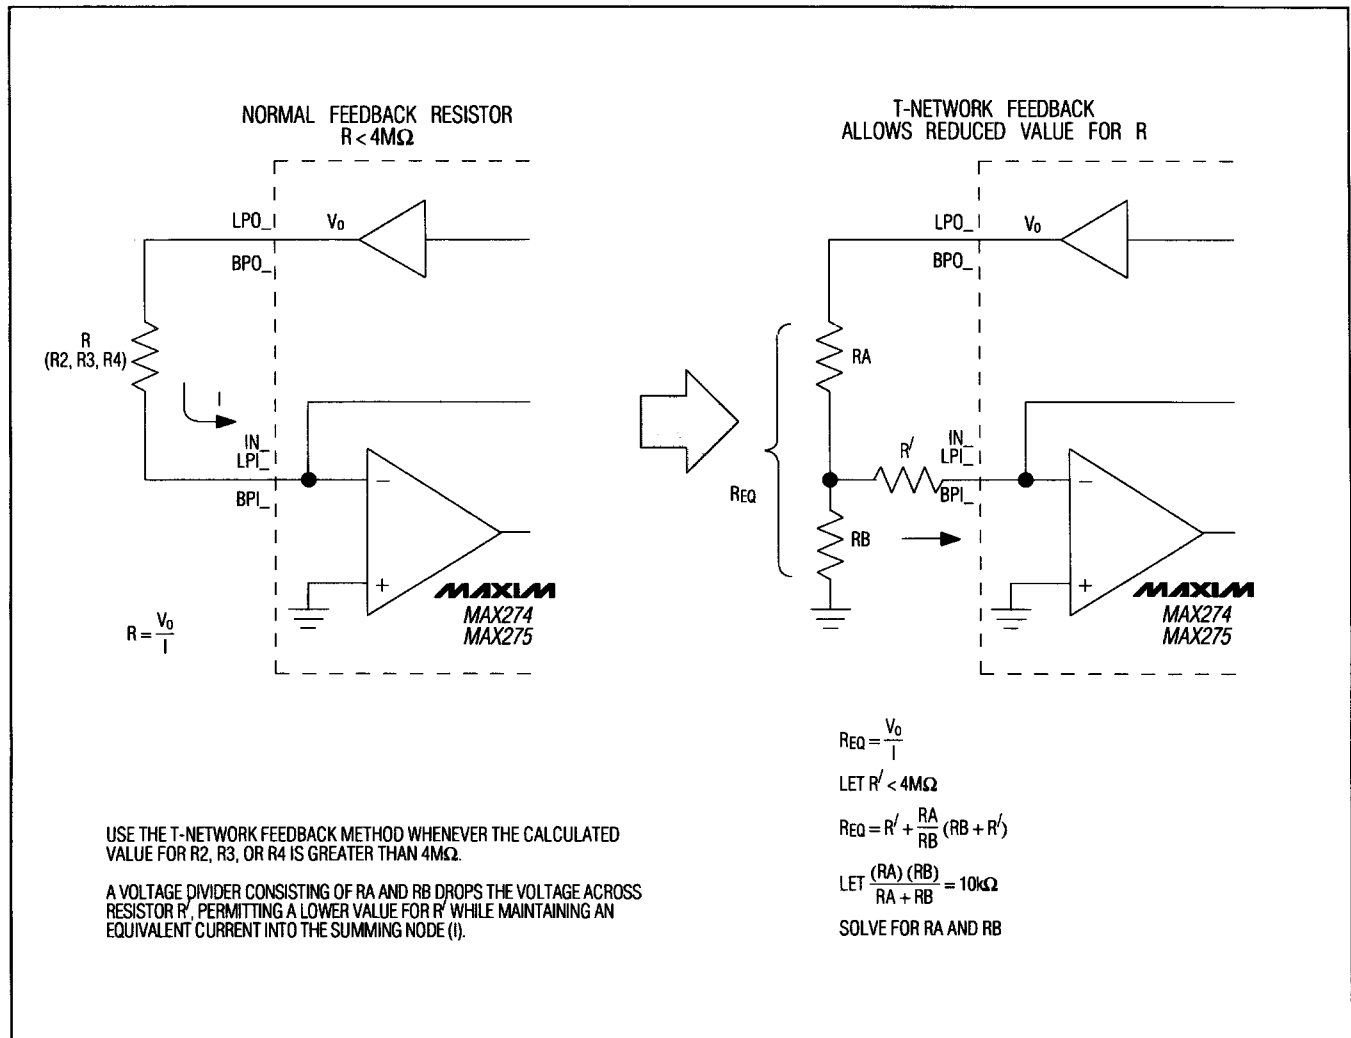 NORMAL FEEDBACK RESISTOR
R < 4MΩ
LPO_
V₀
BPO_
R
(R2, R3, R4)
I
IN_
LPI_
BPI_
−
+
MAXIM
MAX274
MAX275
R = V₀/I
T-NETWORK FEEDBACK
ALLOWS REDUCED VALUE FOR R
LPO_
V₀
BPO_
RA
R′
IN_
LPI_
BPI_
REQ
RB
−
+
MAXIM
MAX274
MAX275
REQ = V₀/I
LET R′ < 4MΩ
REQ = R′ + RA/RB (RB + R′)
LET (RA) (RB)/RA + RB = 10kΩ
SOLVE FOR RA AND RB
USE THE T-NETWORK FEEDBACK METHOD WHENEVER THE CALCULATED
VALUE FOR R2, R3, OR R4 IS GREATER THAN 4MΩ.
A VOLTAGE DIVIDER CONSISTING OF RA AND RB DROPS THE VOLTAGE ACROSS
RESISTOR R′, PERMITTING A LOWER VALUE FOR R′ WHILE MAINTAINING AN
EQUIVALENT CURRENT INTO THE SUMMING NODE (I).